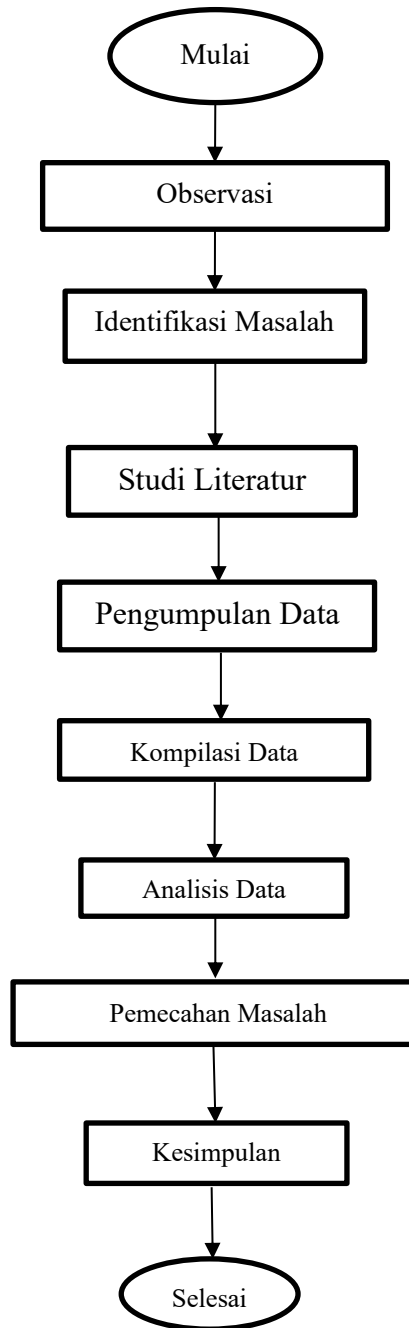 Mulai
Observasi
Identifikasi Masalah
Studi Literatur
Pengumpulan Data
Kompilasi Data
Analisis Data
Pemecahan Masalah
Kesimpulan
Selesai